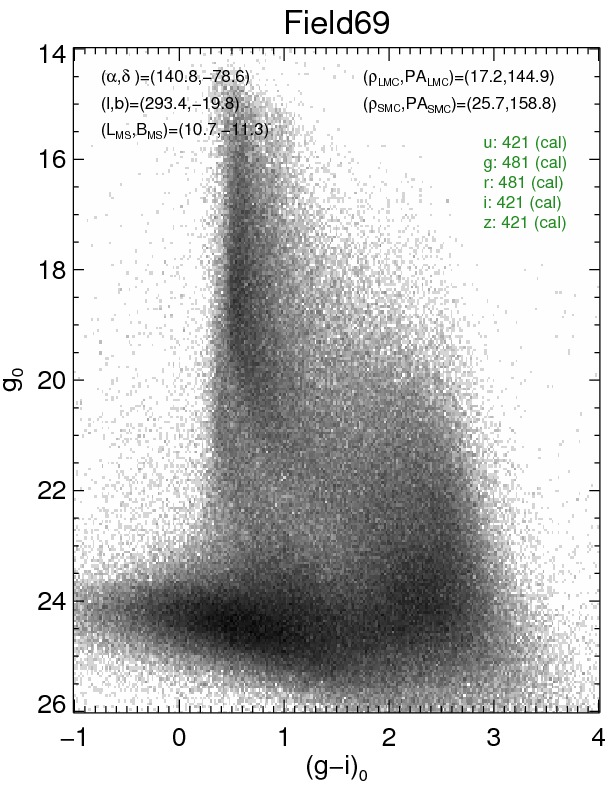 Field69
(α,δ )=(140.8,−78.6)
(ρLMC,PALMC)=(17.2,144.9)
(l,b)=(293.4,−19.8)
(ρSMC,PASMC)=(25.7,158.8)
(LMS,BMS)=(10.7,−11.3)
u: 421 (cal)
g: 481 (cal)
r: 481 (cal)
i: 421 (cal)
z: 421 (cal)
14
16
18
20
22
24
26
g0
−1 0 1 2 3 4
(g−i)0